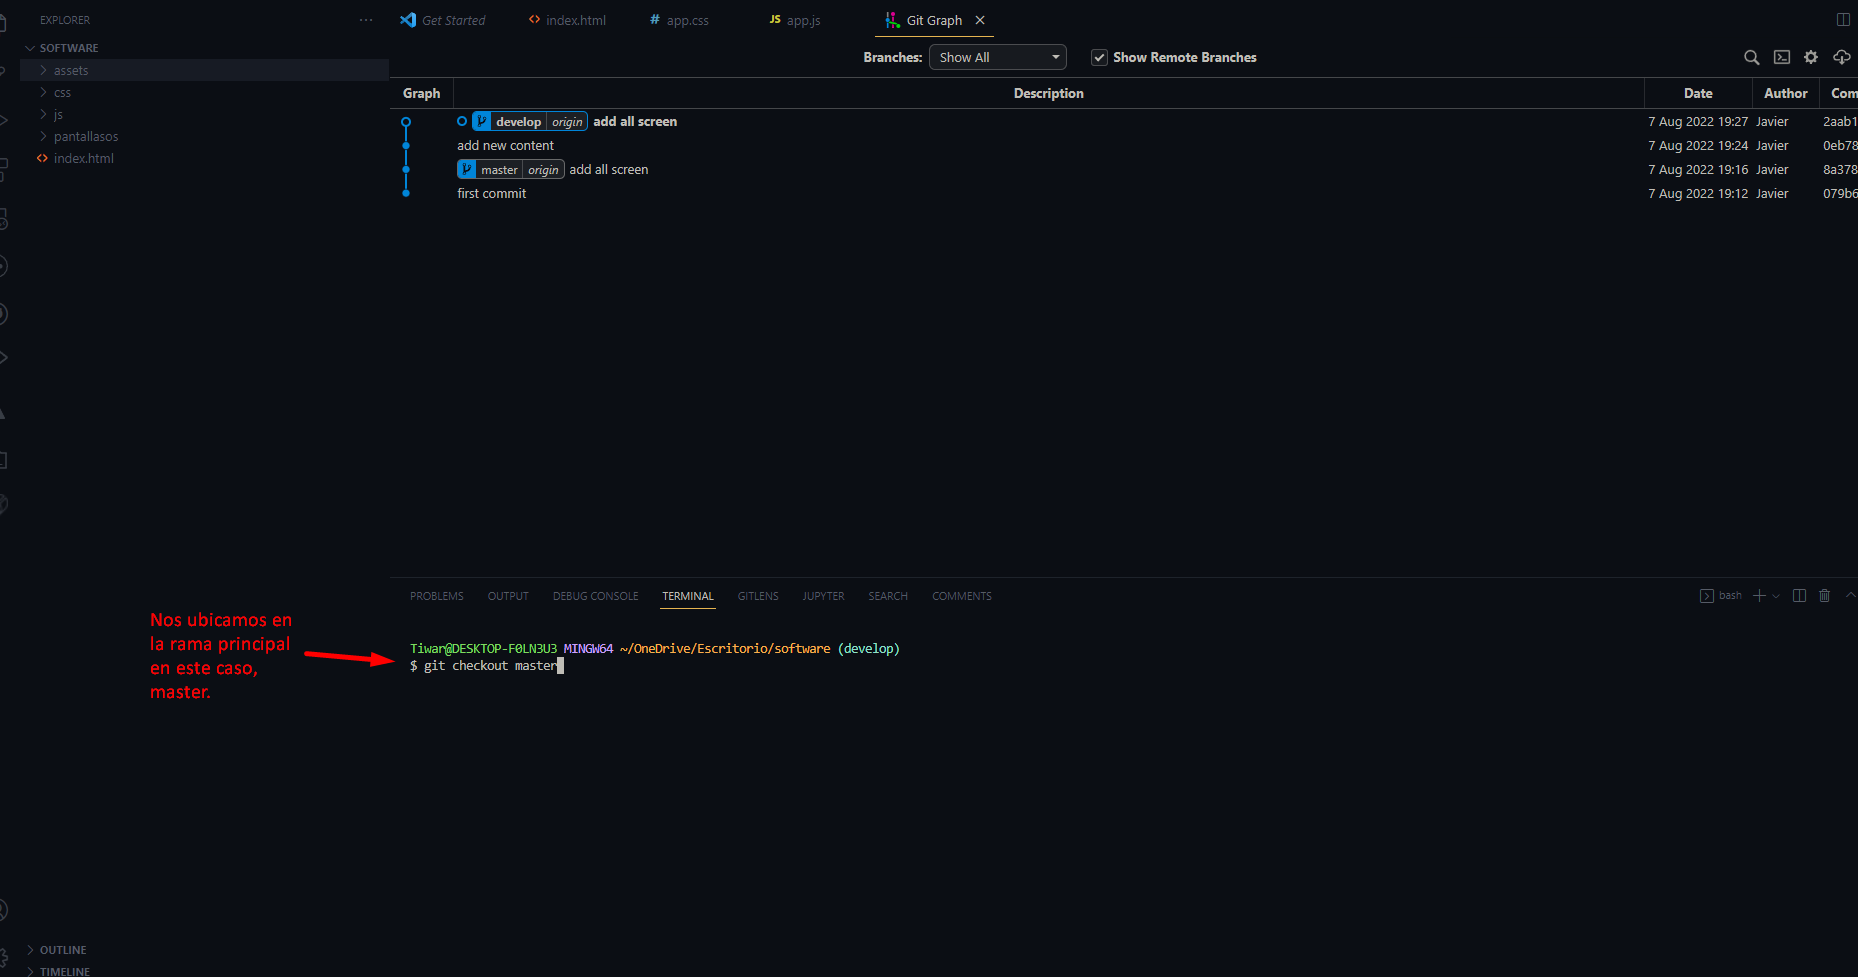 EXPLORER
Get Started
index.html
# app.css
JS app.js
Git Graph
SOFTWARE
assets
css
js
pantallasos
index.html
Branches: Show All Show Remote Branches
Graph Description Date Author Com
develop origin add all screen 7 Aug 2022 19:27 Javier 2aab1
add new content 7 Aug 2022 19:24 Javier 0eb78
master origin add all screen 7 Aug 2022 19:16 Javier 8a378
first commit 7 Aug 2022 19:12 Javier 079b6
PROBLEMS OUTPUT DEBUG CONSOLE TERMINAL GITLENS JUPYTER SEARCH COMMENTS bash
Nos ubicamos en
la rama principal
en este caso,
master.
Tiwar@DESKTOP-F0LN3U3 MINGW64 ~/OneDrive/Escritorio/software (develop)
$ git checkout master
OUTLINE
TIMELINE